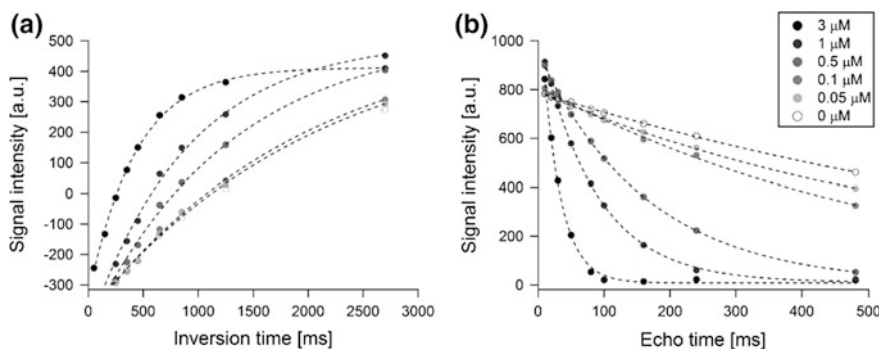 (a)
Signal intensity [a.u.]
500
400
300
200
100
0
-100
-200
-300
0 500 1000 1500 2000 2500 3000
Inversion time [ms]
(b)
Signal intensity [a.u.]
1000
800
600
400
200
0
0 100 200 300 400 500
Echo time [ms]
3 μM
1 μM
0.5 μM
0.1 μM
0.05 μM
0 μM